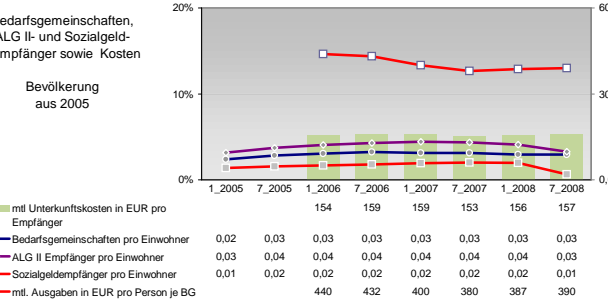 edarfsgemeinschaften,
ALG II- und Sozialgeld-
mpfänger sowie Kosten
Bevölkerung
aus 2005
20%
10%
0%
60
30
0,
1_2005 7_2005 1_2006 7_2006 1_2007 7_2007 1_2008 7_2008
mtl Unterkunftskosten in EUR pro
Empfänger
154 159 159 153 156 157
Bedarfsgemeinschaften pro Einwohner 0,02 0,03 0,03 0,03 0,03 0,03 0,03 0,03
ALG II Empfänger pro Einwohner 0,03 0,04 0,04 0,04 0,04 0,04 0,04 0,03
Sozialgeldempfänger pro Einwohner 0,01 0,02 0,02 0,02 0,02 0,02 0,02 0,01
mtl. Ausgaben in EUR pro Person je BG 440 432 400 380 387 390